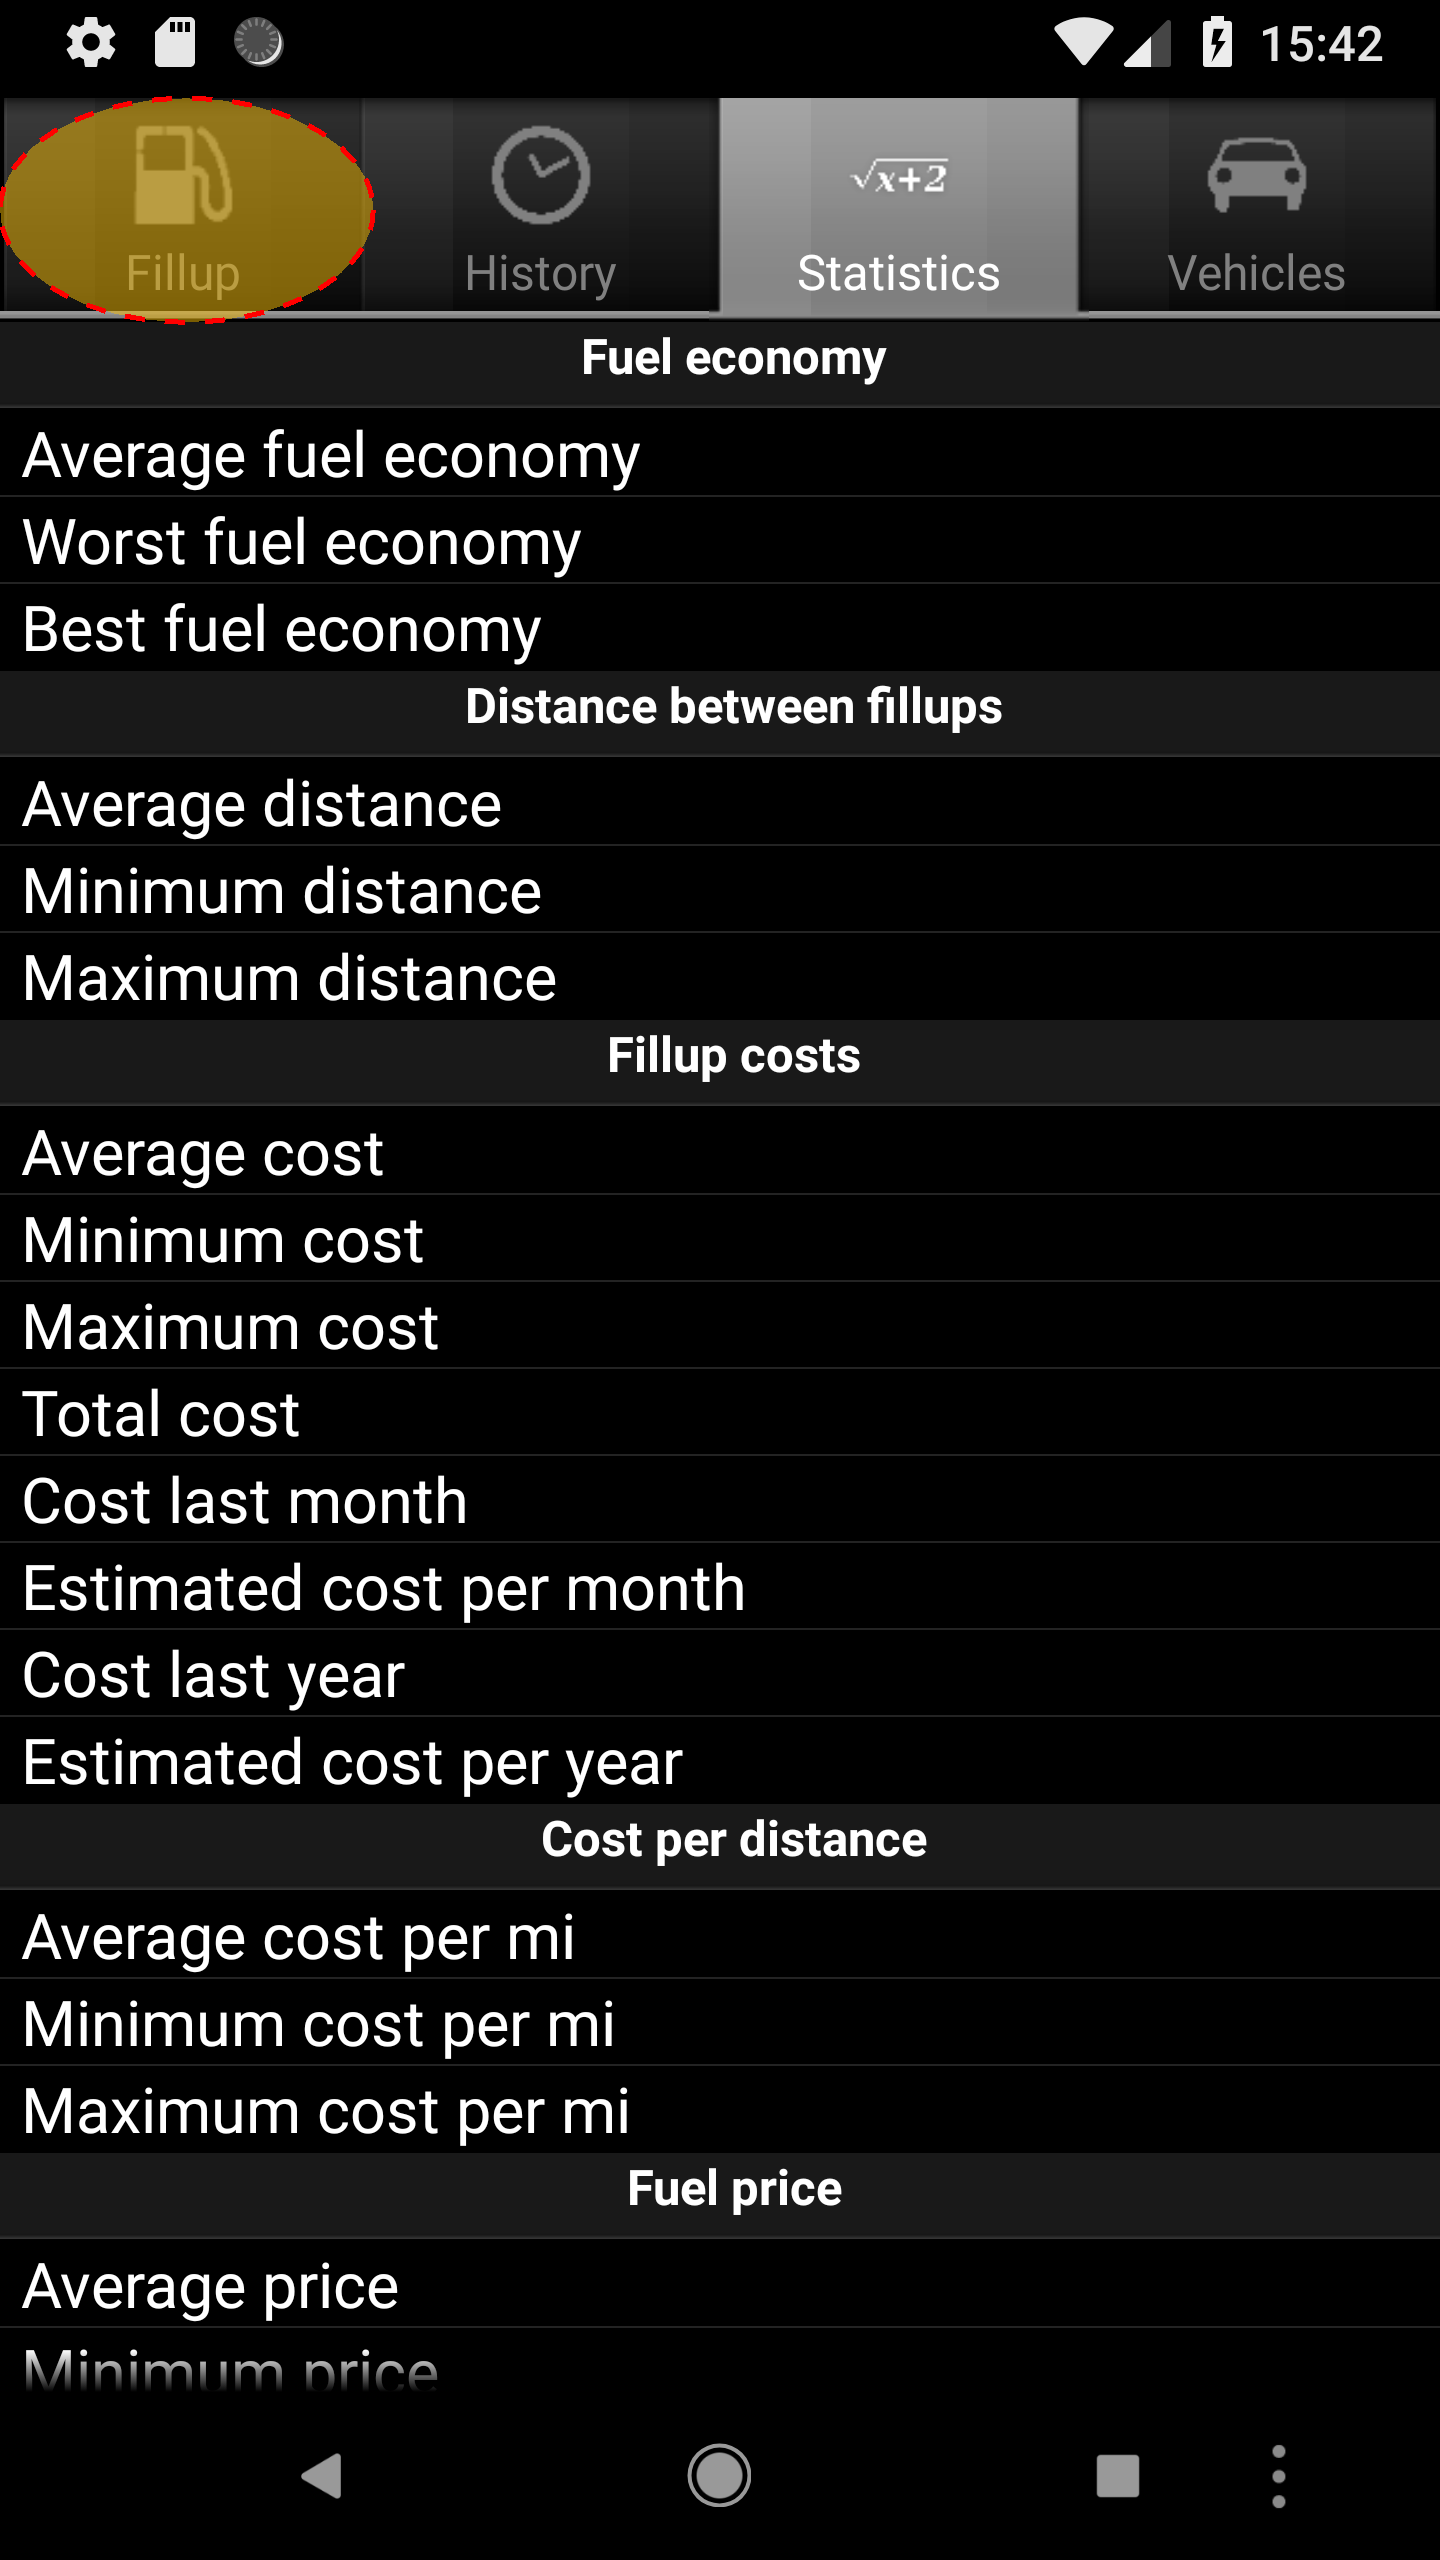 15:42
Fillup
History
√x+2
Statistics
Vehicles
Fuel economy
Average fuel economy
Worst fuel economy
Best fuel economy
Distance between fillups
Average distance
Minimum distance
Maximum distance
Fillup costs
Average cost
Minimum cost
Maximum cost
Total cost
Cost last month
Estimated cost per month
Cost last year
Estimated cost per year
Cost per distance
Average cost per mi
Minimum cost per mi
Maximum cost per mi
Fuel price
Average price
Minimum price